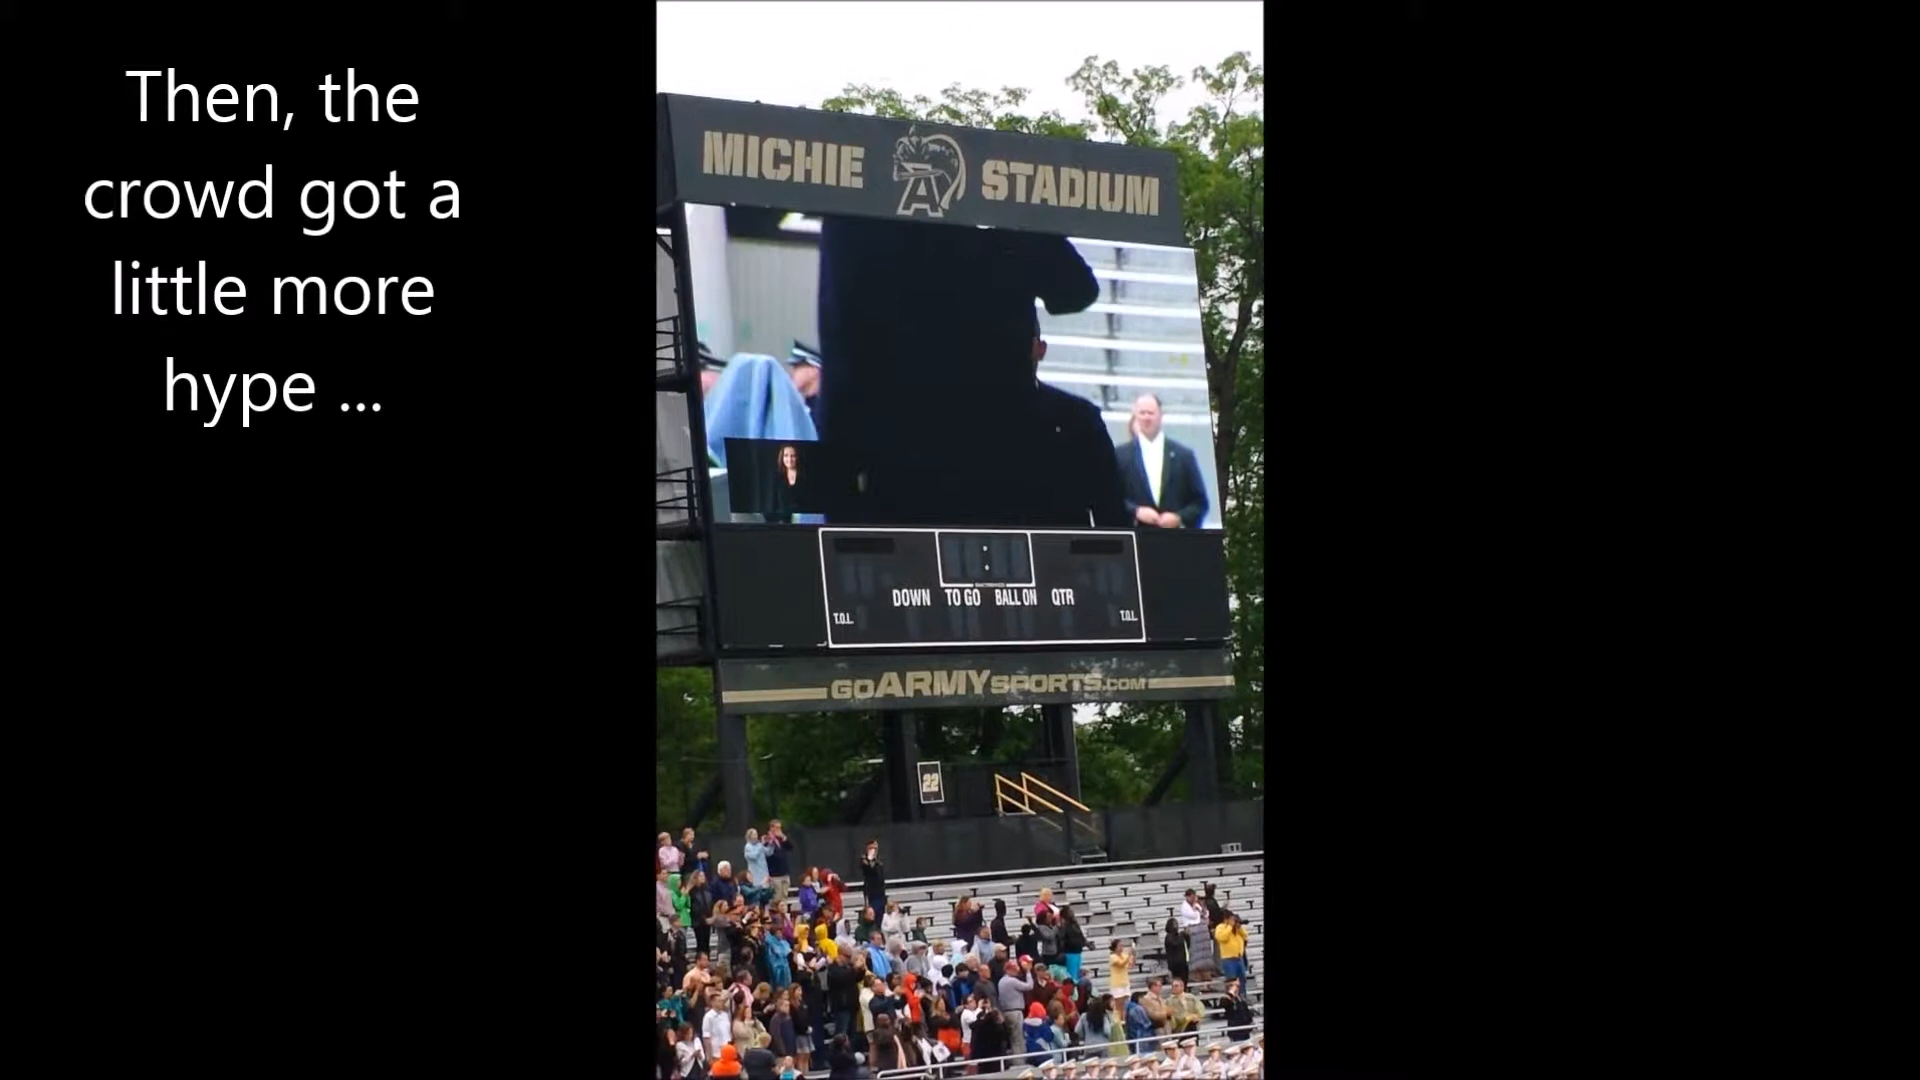 Then, the
crowd got a
little more
hype ...
MICHIE A STADIUM
DOWN TO GO BALL ON QTR
T.O.L. T.O.L.
GOARMYSPORTS.COM
22